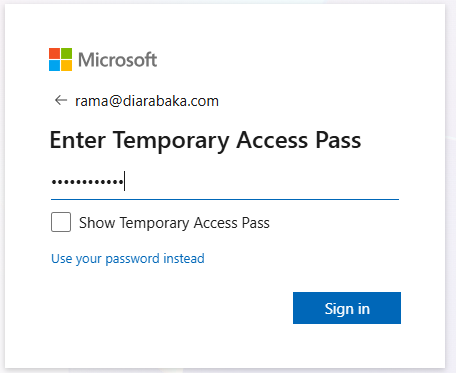 Microsoft
← rama@diarabaka.com
Enter Temporary Access Pass
••••••••••••
Show Temporary Access Pass
Use your password instead
Sign in